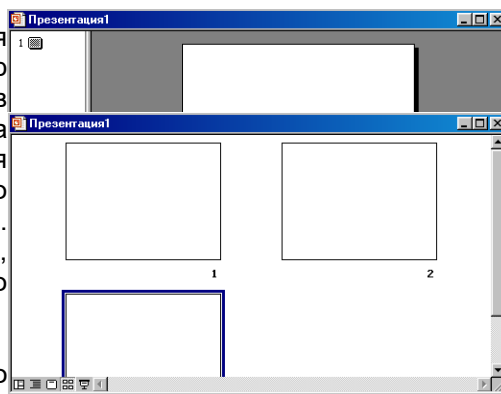 я
Презентация1
1
о
в
Презентация1
а
я
о
.
,
1 2
о
о